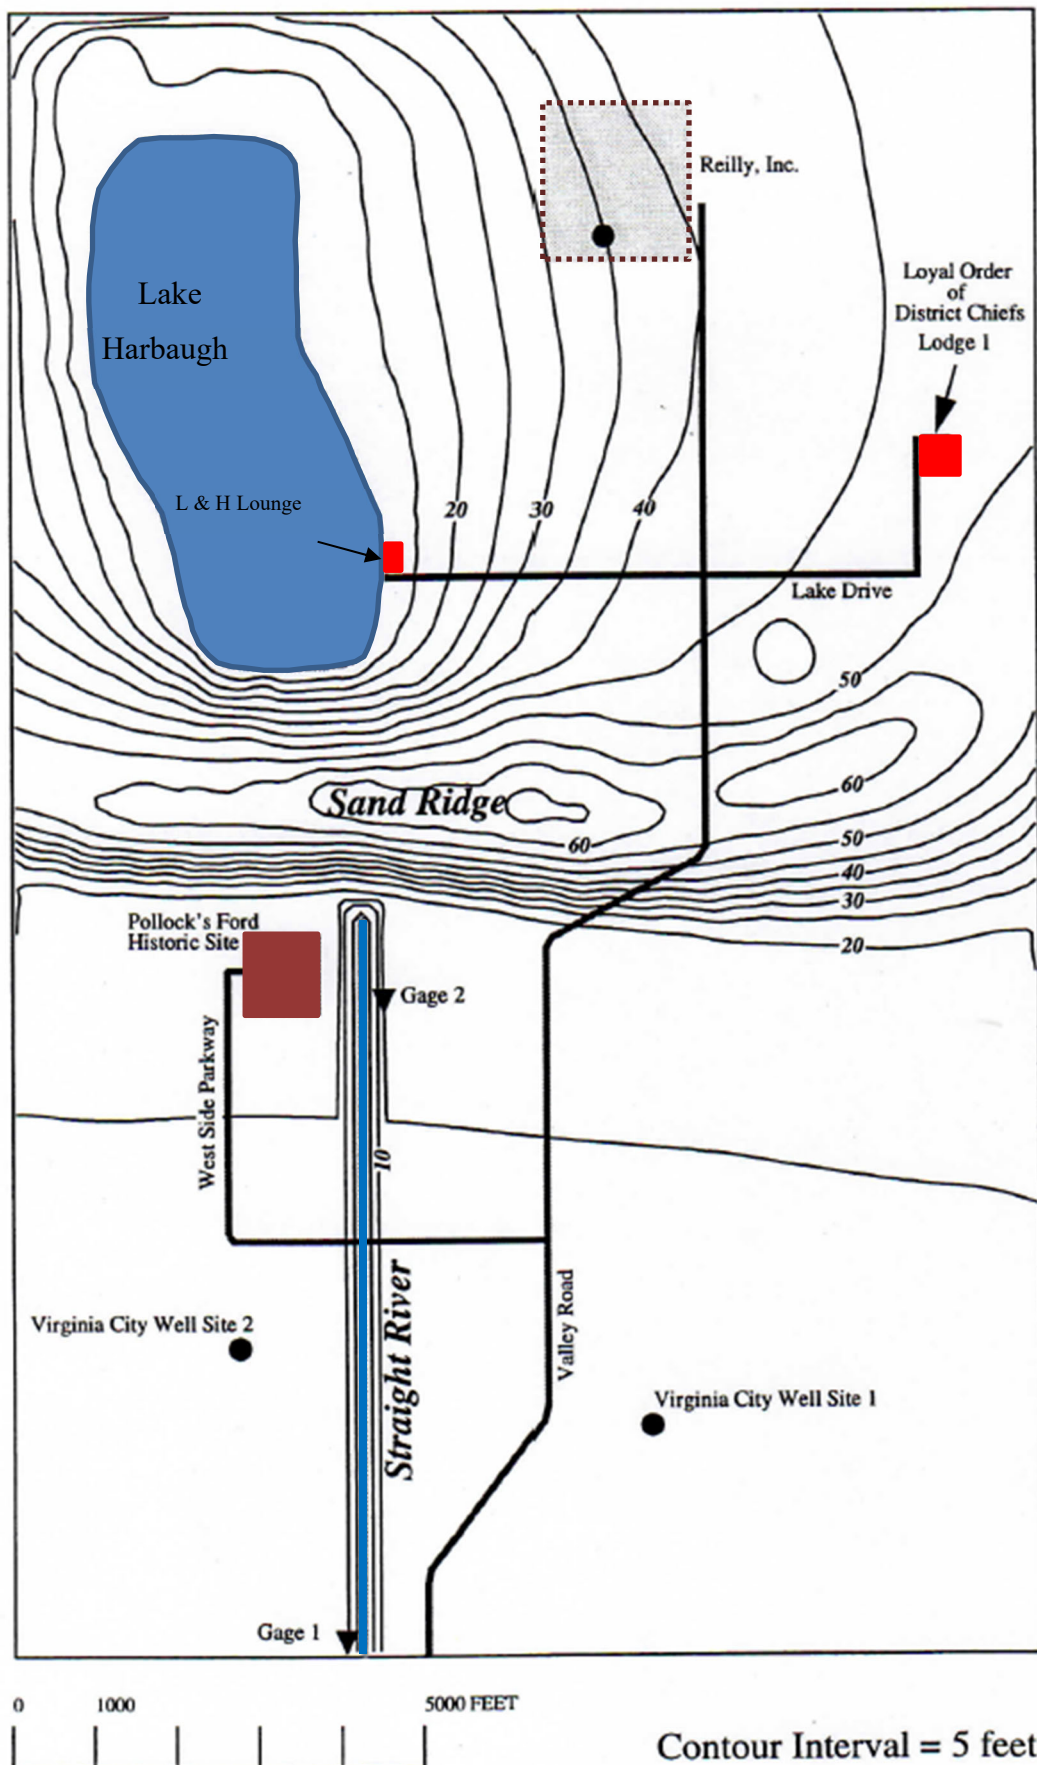 Reilly, Inc.
Loyal Order
of
District Chiefs
Lodge 1
Lake
Harbaugh
L & H Lounge
20
30
40
Lake Drive
50
60
Sand Ridge
60
50
40
30
20
Pollock's Ford
Historic Site
Gage 2
West Side Parkway
10
Straight River
Valley Road
Virginia City Well Site 2
Virginia City Well Site 1
Gage 1
0 1000 5000 FEET
Contour Interval = 5 feet